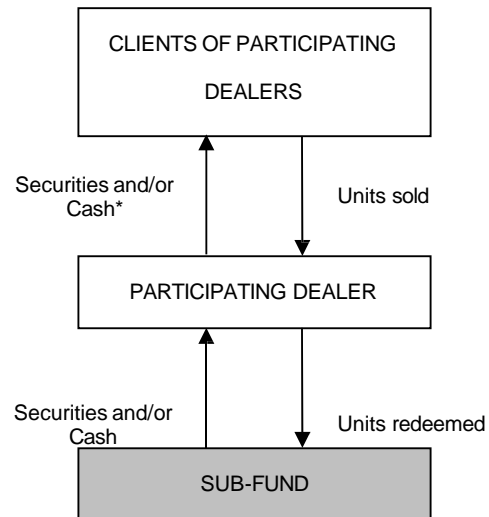 CLIENTS OF PARTICIPATING
DEALERS
Securities and/or
Cash*
Units sold
PARTICIPATING DEALER
Securities and/or
Cash
Units redeemed
SUB-FUND